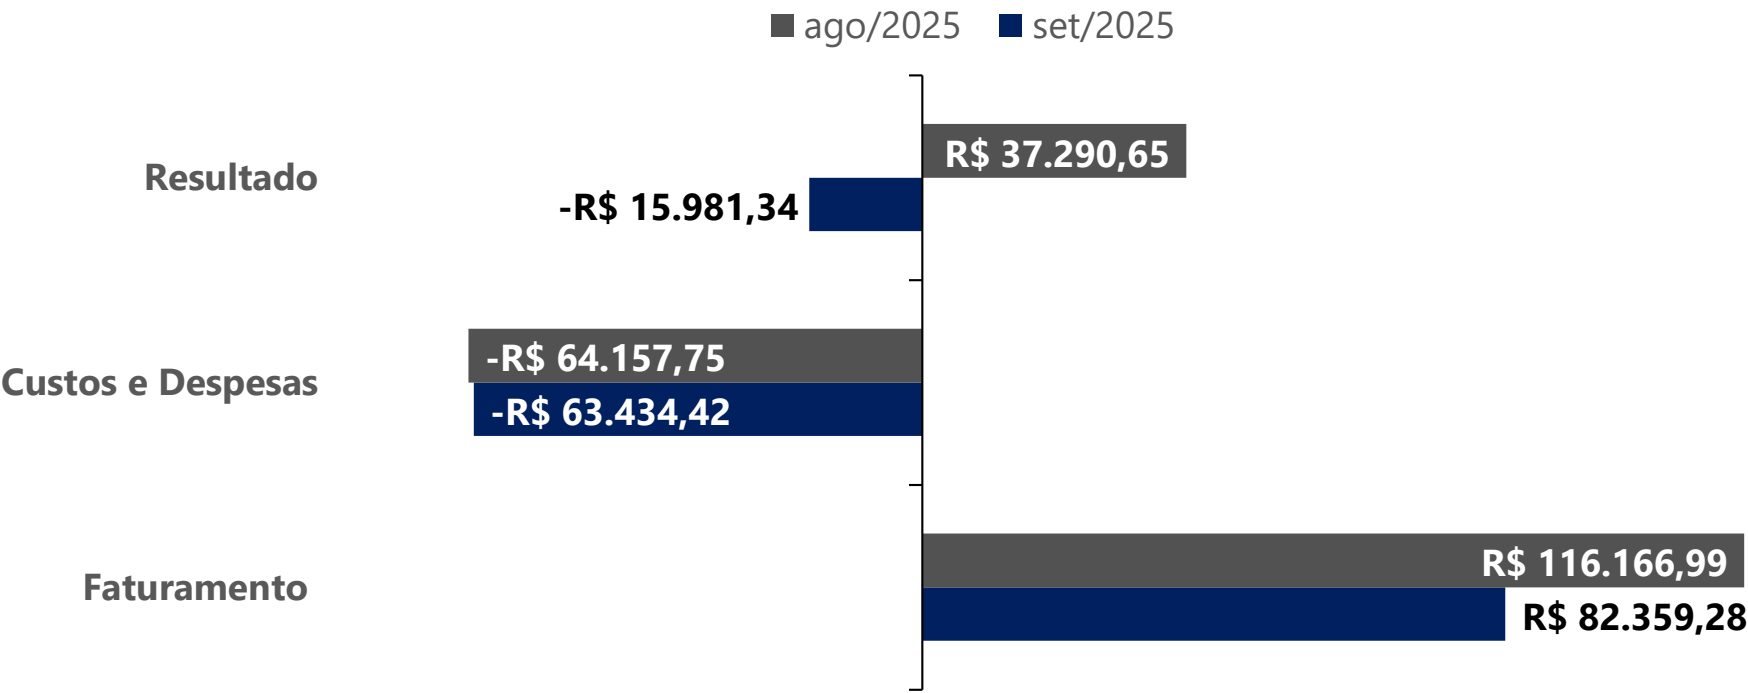 ago/2025 set/2025
Resultado
R$ 37.290,65
-R$ 15.981,34
Custos e Despesas
-R$ 64.157,75
-R$ 63.434,42
Faturamento
R$ 116.166,99
R$ 82.359,28